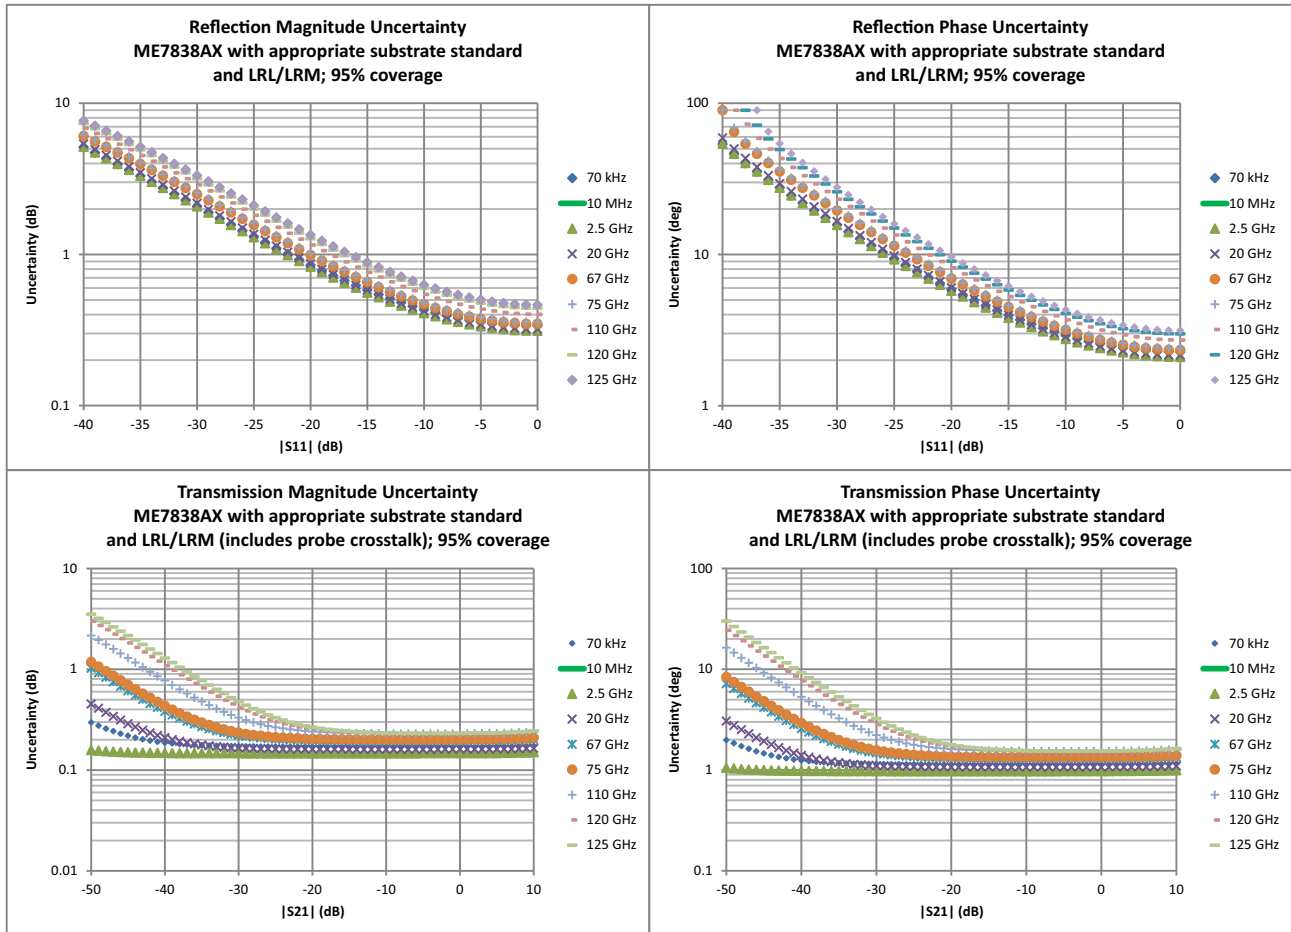 Reflection Magnitude Uncertainty
ME7838AX with appropriate substrate standard
and LRL/LRM; 95% coverage
10
1
0.1
Uncertainty (dB)
-40 -35 -30 -25 -20 -15 -10 -5 0
|S11| (dB)
70 kHz
10 MHz
2.5 GHz
20 GHz
67 GHz
75 GHz
110 GHz
120 GHz
125 GHz
Reflection Phase Uncertainty
ME7838AX with appropriate substrate standard
and LRL/LRM; 95% coverage
100
10
1
Uncertainty (deg)
-40 -35 -30 -25 -20 -15 -10 -5 0
|S11| (dB)
70 kHz
10 MHz
2.5 GHz
20 GHz
67 GHz
75 GHz
110 GHz
120 GHz
125 GHz
Transmission Magnitude Uncertainty
ME7838AX with appropriate substrate standard
and LRL/LRM (includes probe crosstalk); 95% coverage
10
1
0.1
0.01
Uncertainty (dB)
-50 -40 -30 -20 -10 0 10
|S21| (dB)
70 kHz
10 MHz
2.5 GHz
20 GHz
67 GHz
75 GHz
110 GHz
120 GHz
125 GHz
Transmission Phase Uncertainty
ME7838AX with appropriate substrate standard
and LRL/LRM (includes probe crosstalk); 95% coverage
100
10
1
0.1
Uncertainty (deg)
-50 -40 -30 -20 -10 0 10
|S21| (dB)
70 kHz
10 MHz
2.5 GHz
20 GHz
67 GHz
75 GHz
110 GHz
120 GHz
125 GHz